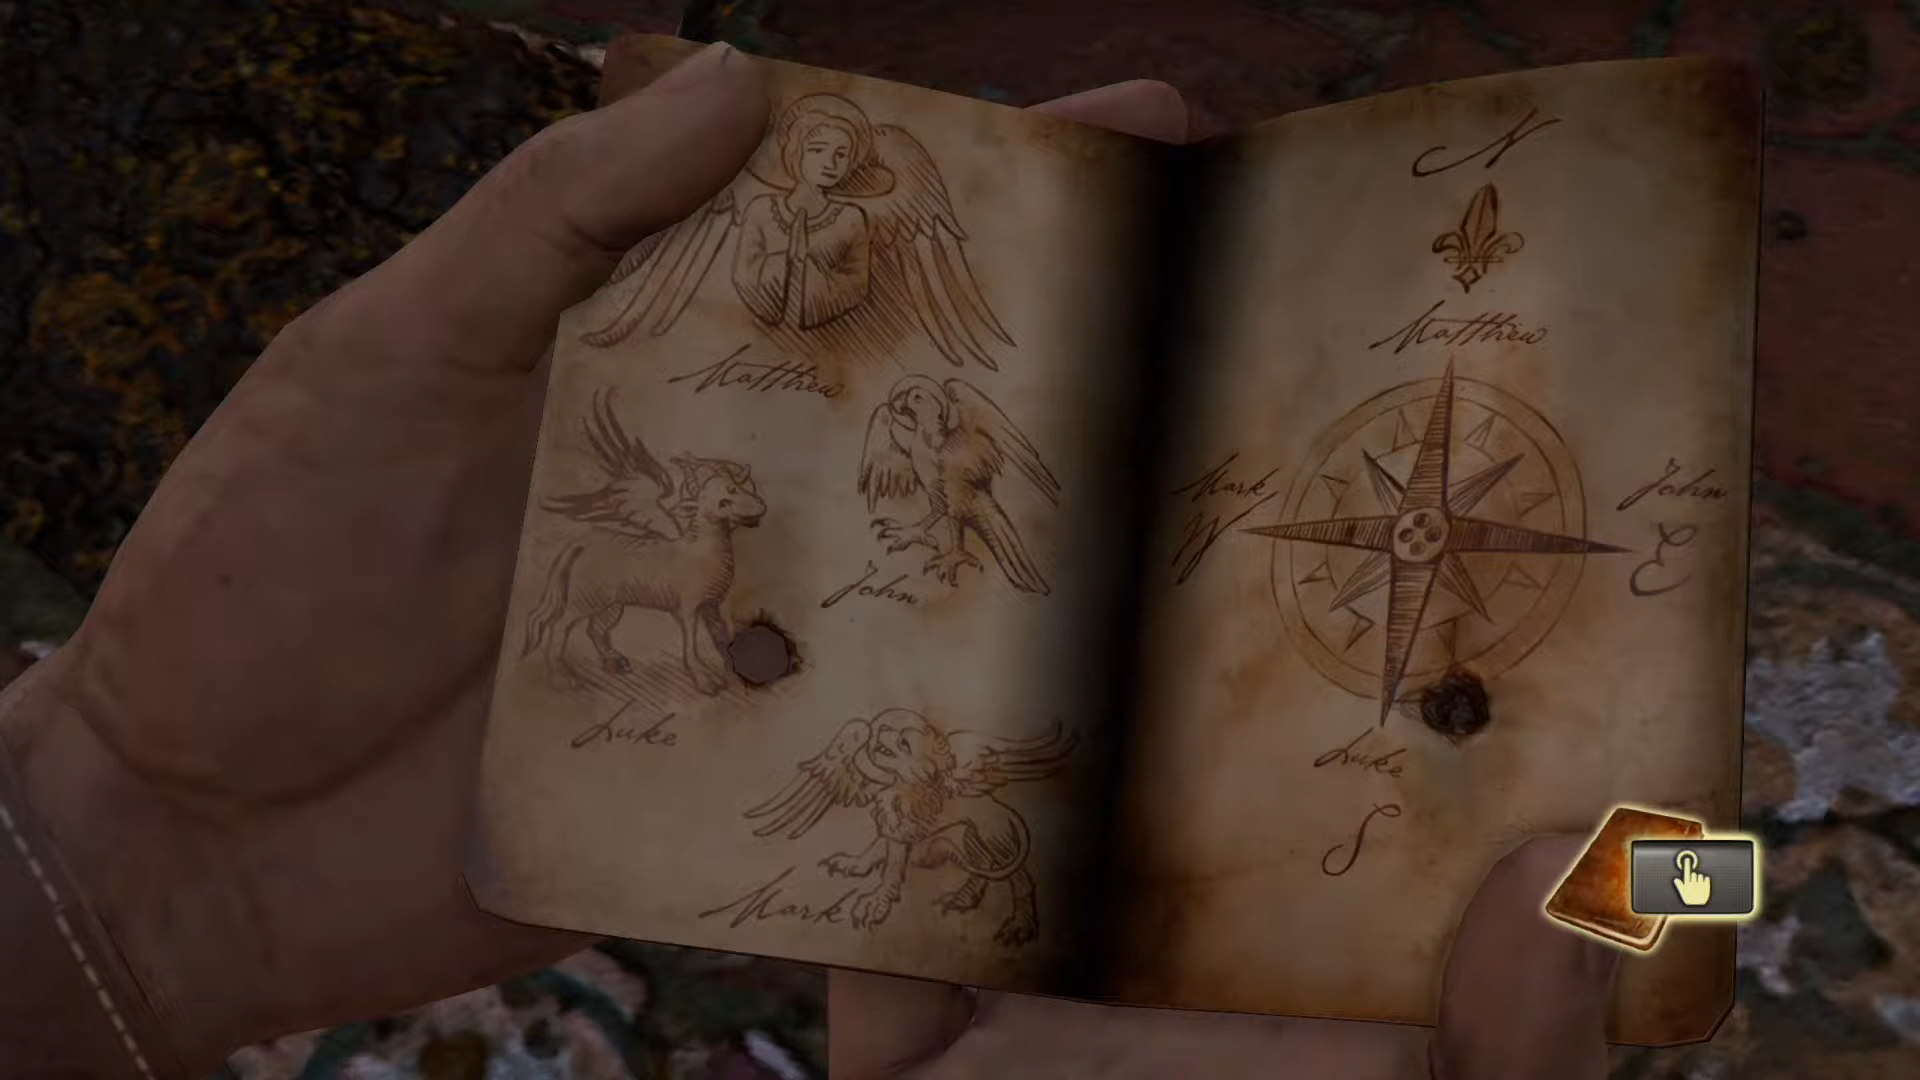 Matthew
John
Luke
Mark
N
Matthew
Mark
W
John
E
Luke
S